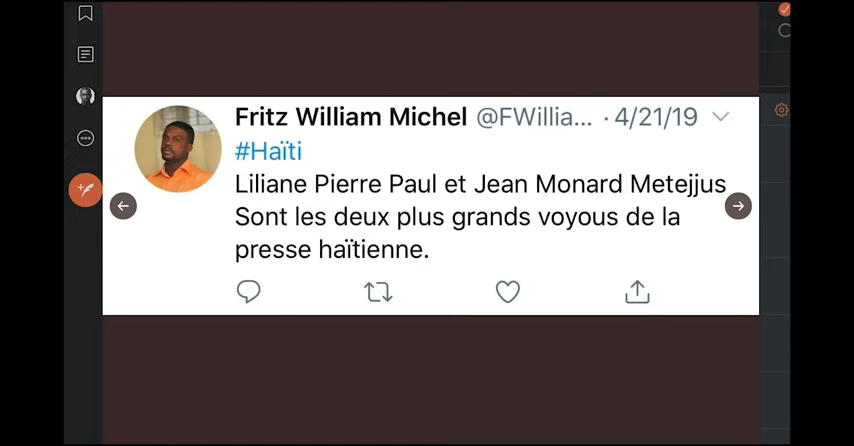 Fritz William Michel @FWillia... · 4/21/19
#Haïti
Liliane Pierre Paul et Jean Monard Metejjus
Sont les deux plus grands voyous de la
presse haïtienne.